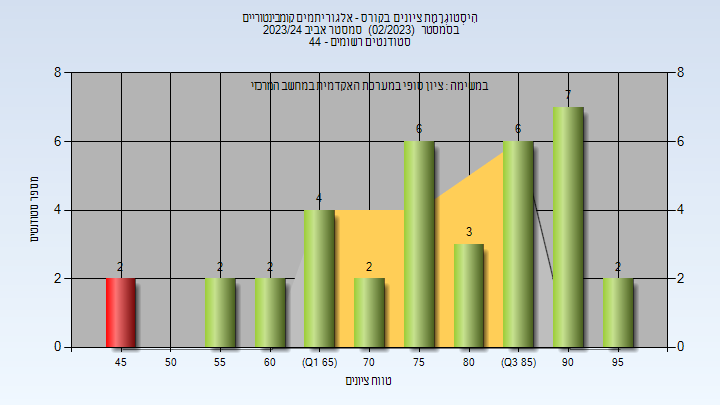 היסטוגרמת ציונים בקורס - אלגוריתמים קומבינטוריים
בסמסטר (02/2023) סמסטר אביב 2023/24
סטודנטים רשומים - 44
במשימה : ציון סופי במערכת האקדמית במחשב המרכזי
8 8
6 6
4 4
2 2
0 0
מספר סטודנטים
2 2 2 4 2 6 3 6 7 2
45 50 55 60 (Q1 65) 70 75 80 (Q3 85) 90 95
טווח ציונים